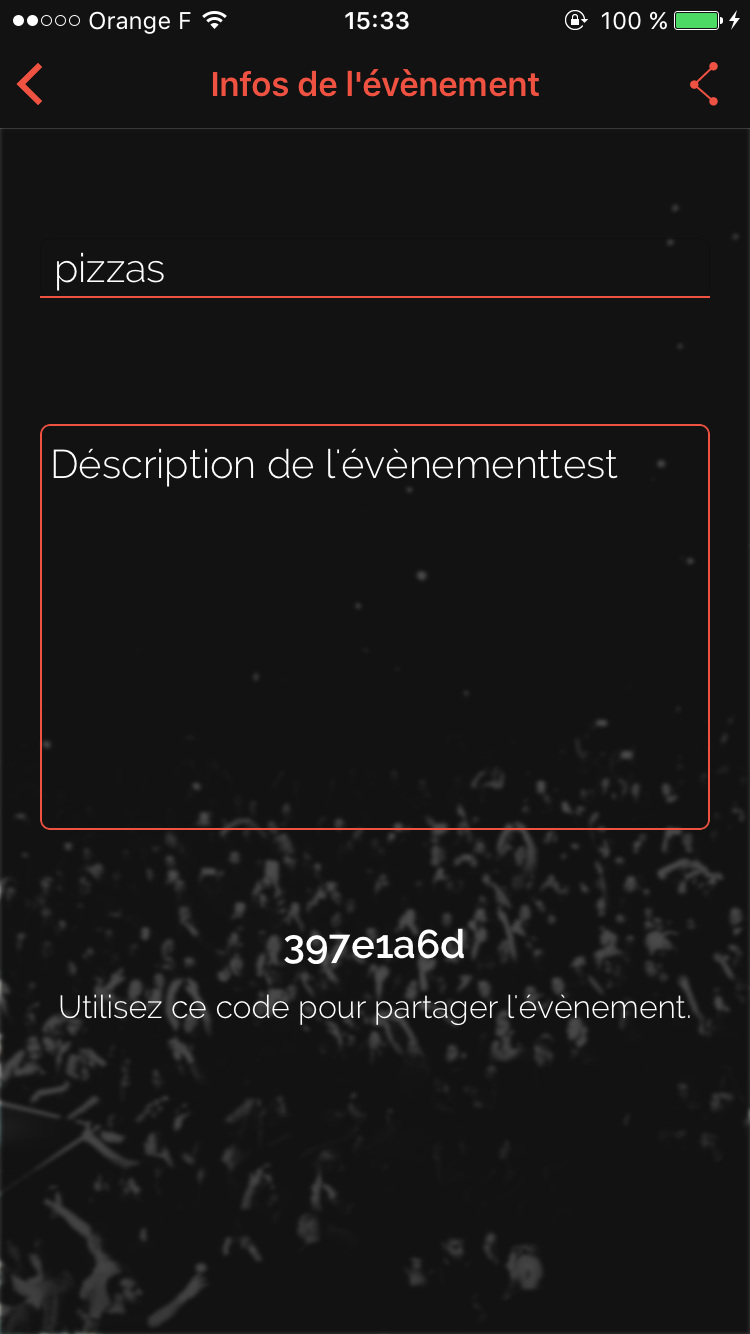 Orange F 15:33 100 %
Infos de l'évènement
pizzas
Déscription de l'évènementtest
397e1a6d
Utilisez ce code pour partager l'évènement.